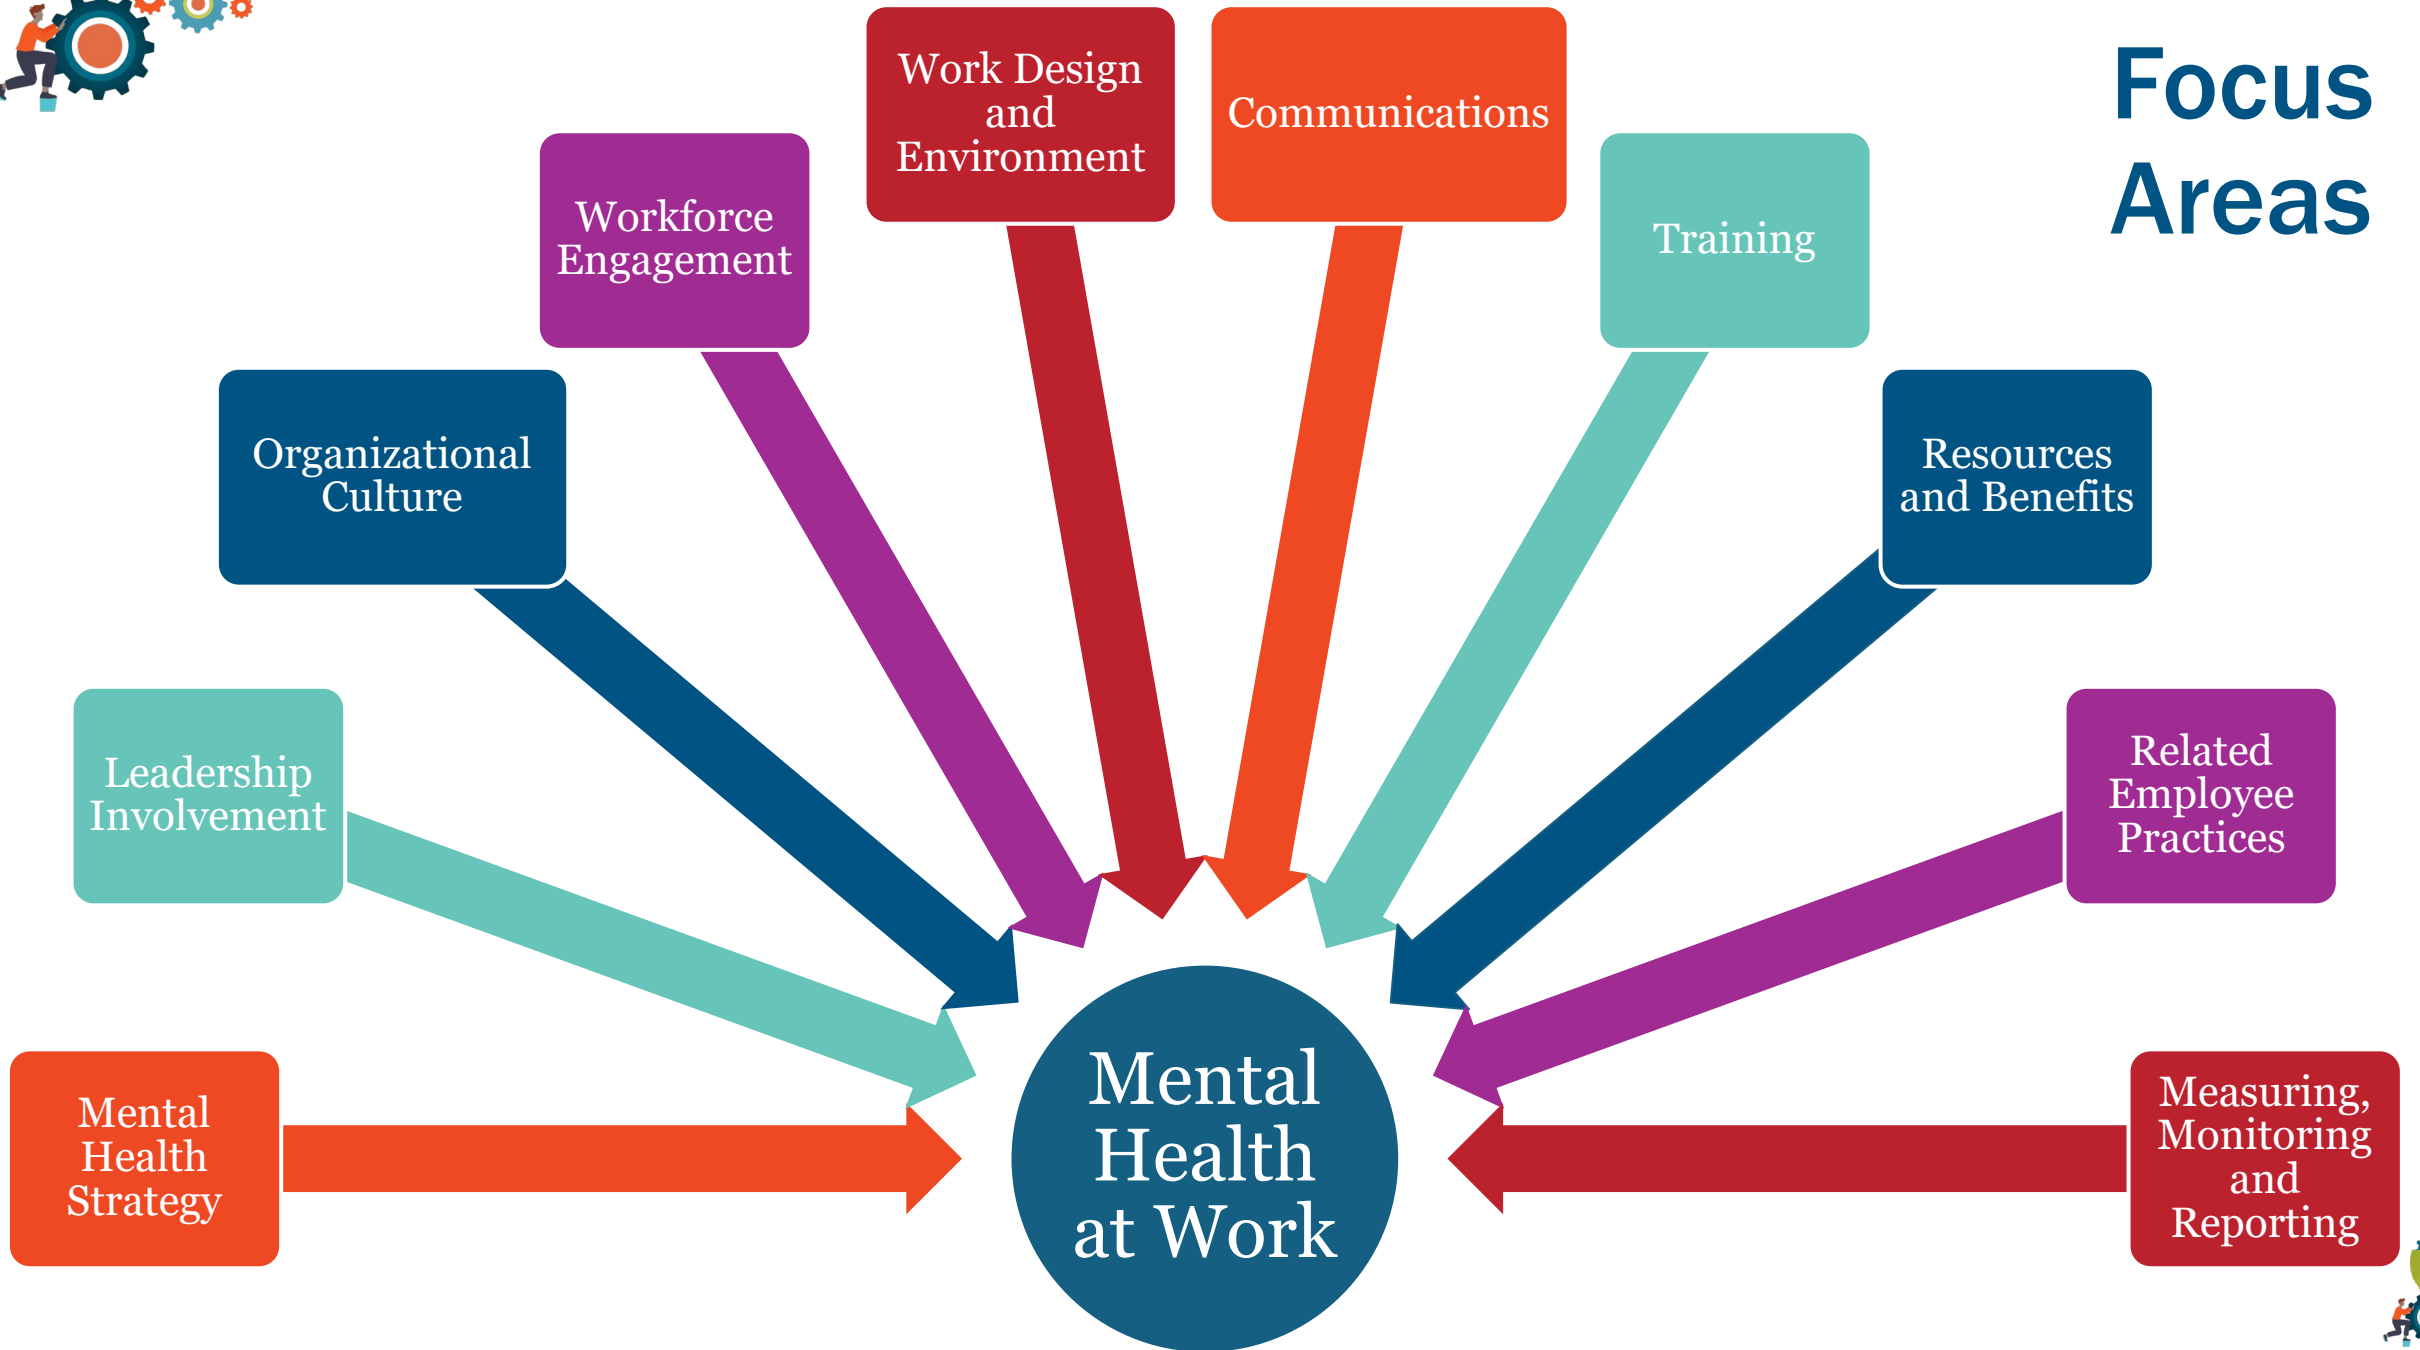 Focus
Areas
Mental
Health
Strategy
Leadership
Involvement
Organizational
Culture
Workforce
Engagement
Work Design
and
Environment
Communications
Training
Resources
and Benefits
Related
Employee
Practices
Measuring,
Monitoring
and
Reporting
Mental
Health
at Work